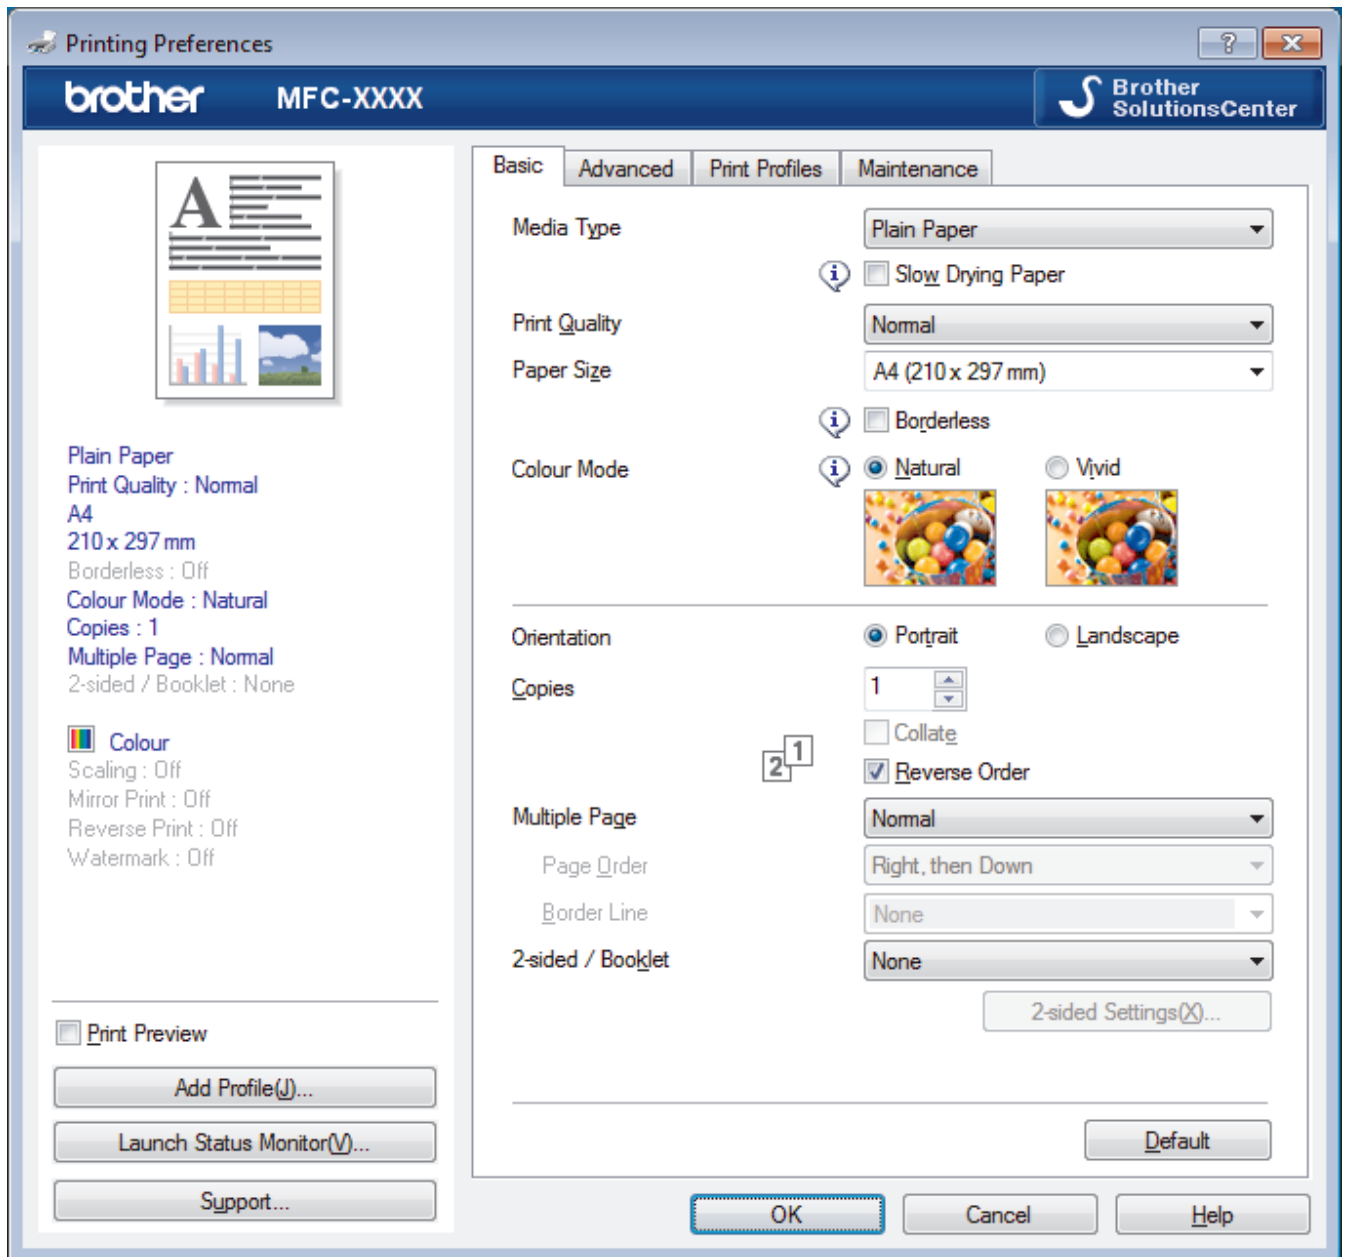 Printing Preferences
brother MFC-XXXX
Brother
SolutionsCenter
A
Plain Paper
Print Quality : Normal
A4
210 x 297 mm
Borderless : Off
Colour Mode : Natural
Copies : 1
Multiple Page : Normal
2-sided / Booklet : None
Colour
Scaling : Off
Mirror Print : Off
Reverse Print : Off
Watermark : Off
Print Preview
Add Profile(J)...
Launch Status Monitor(V)...
Support...
Basic Advanced Print Profiles Maintenance
Media Type Plain Paper
Slow Drying Paper
Print Quality Normal
Paper Size A4 (210 x 297 mm)
Borderless
Colour Mode Natural Vivid
Orientation Portrait Landscape
Copies 1
Collate
2 1 Reverse Order
Multiple Page Normal
Page Order Right, then Down
Border Line None
2-sided / Booklet None
2-sided Settings(X)...
Default
OK Cancel Help